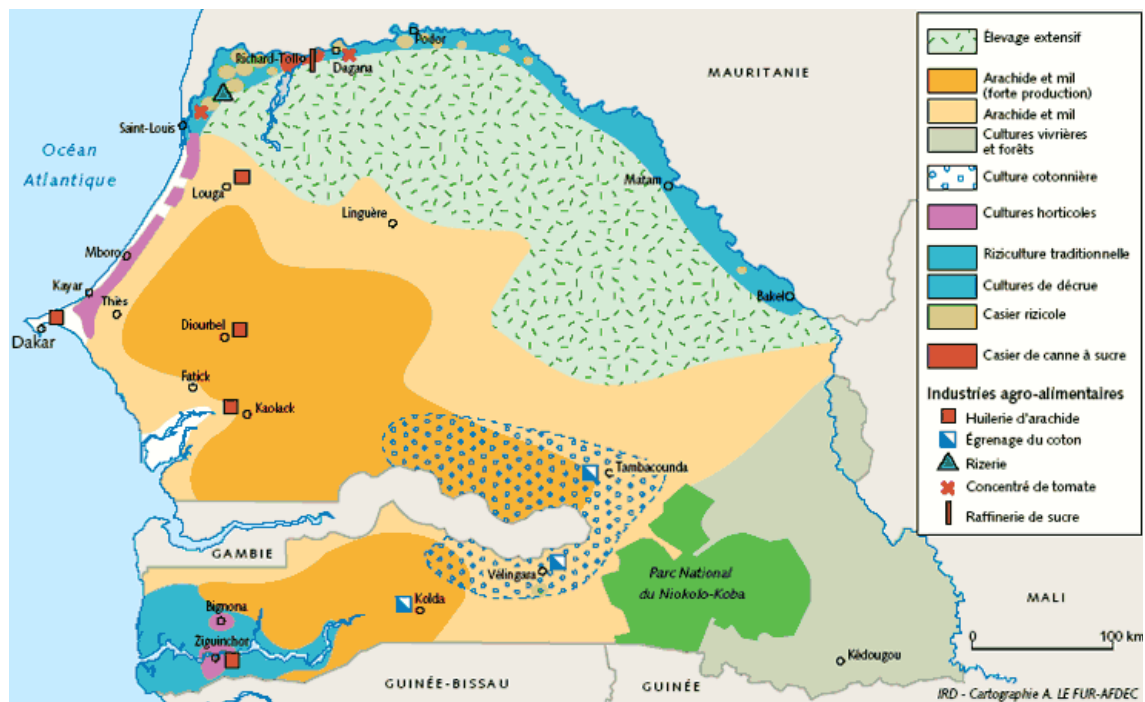 Podor
Richard-Toll
Dagana
MAURITANIE
Saint-Louis
Océan
Atlantique
Louga
Linguère
Matam
Mboro
Kayar
Thiès
Bakel
Dakar
Diourbel
Fatick
Kaolack
Tambacounda
GAMBIE
Vélingara
Parc National
du Niokolo-Koba
Kolda
Bignona
Ziguinchor
MALI
Kédougou
GUINÉE-BISSAU
GUINÉE
Élevage extensif
Arachide et mil
(forte production)
Arachide et mil
Cultures vivrières
et forêts
Culture cotonnière
Cultures horticoles
Riziculture traditionnelle
Cultures de décrue
Casier rizicole
Casier de canne à sucre
Industries agro-alimentaires
Huilerie d'arachide
Égrenage du coton
Rizerie
Concentré de tomate
Raffinerie de sucre
0 100 km
IRD - Cartographie A. LE FUR-AFDEC